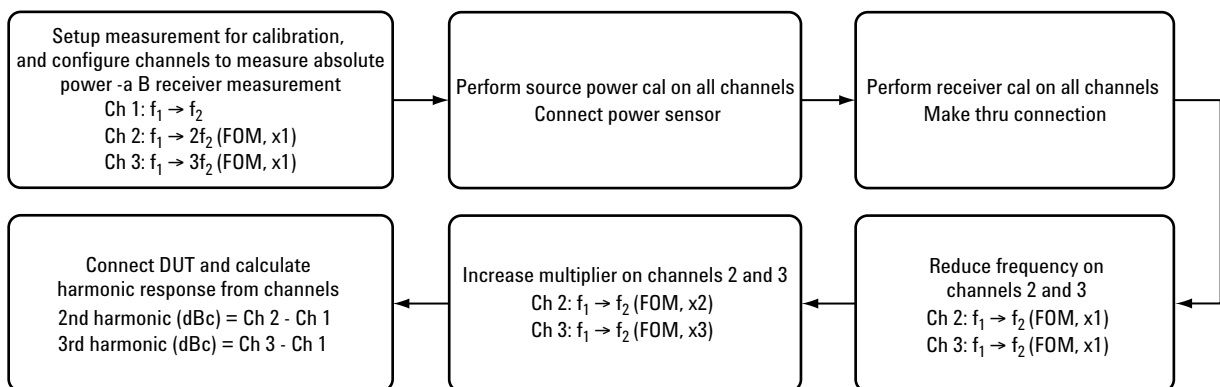 Setup measurement for calibration,
and configure channels to measure absolute
power -a B receiver measurement
Ch 1: f₁ → f₂
Ch 2: f₁ → 2f₂ (FOM, x1)
Ch 3: f₁ → 3f₂ (FOM, x1)
Perform source power cal on all channels
Connect power sensor
Perform receiver cal on all channels
Make thru connection
Reduce frequency on
channels 2 and 3
Ch 2: f₁ → f₂ (FOM, x1)
Ch 3: f₁ → f₂ (FOM, x1)
Increase multiplier on channels 2 and 3
Ch 2: f₁ → f₂ (FOM, x2)
Ch 3: f₁ → f₂ (FOM, x3)
Connect DUT and calculate
harmonic response from channels
2nd harmonic (dBc) = Ch 2 - Ch 1
3rd harmonic (dBc) = Ch 3 - Ch 1